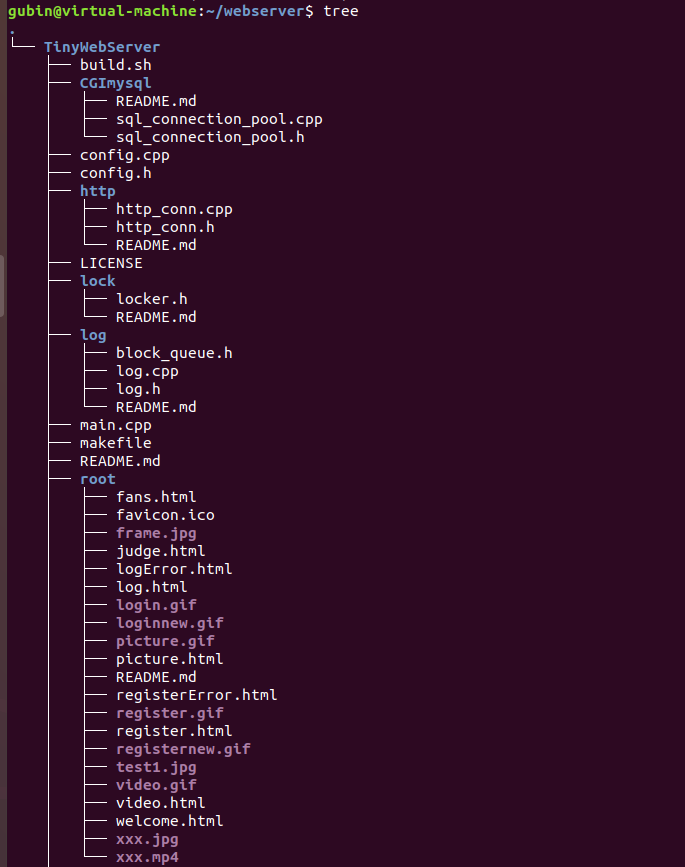 gubin@virtual-machine:~/webserver$ tree
.
└── TinyWebServer
    ├── build.sh
    ├── CGImysql
    │   ├── README.md
    │   ├── sql_connection_pool.cpp
    │   └── sql_connection_pool.h
    ├── config.cpp
    ├── config.h
    ├── http
    │   ├── http_conn.cpp
    │   ├── http_conn.h
    │   └── README.md
    ├── LICENSE
    ├── lock
    │   ├── locker.h
    │   └── README.md
    ├── log
    │   ├── block_queue.h
    │   ├── log.cpp
    │   ├── log.h
    │   └── README.md
    ├── main.cpp
    ├── makefile
    ├── README.md
    ├── root
    │   ├── fans.html
    │   ├── favicon.ico
    │   ├── frame.jpg
    │   ├── judge.html
    │   ├── logError.html
    │   ├── log.html
    │   ├── login.gif
    │   ├── loginnew.gif
    │   ├── picture.gif
    │   ├── picture.html
    │   ├── README.md
    │   ├── registerError.html
    │   ├── register.gif
    │   ├── register.html
    │   ├── registernew.gif
    │   ├── test1.jpg
    │   ├── video.gif
    │   ├── video.html
    │   ├── welcome.html
    │   ├── xxx.jpg
    │   └── xxx.mp4